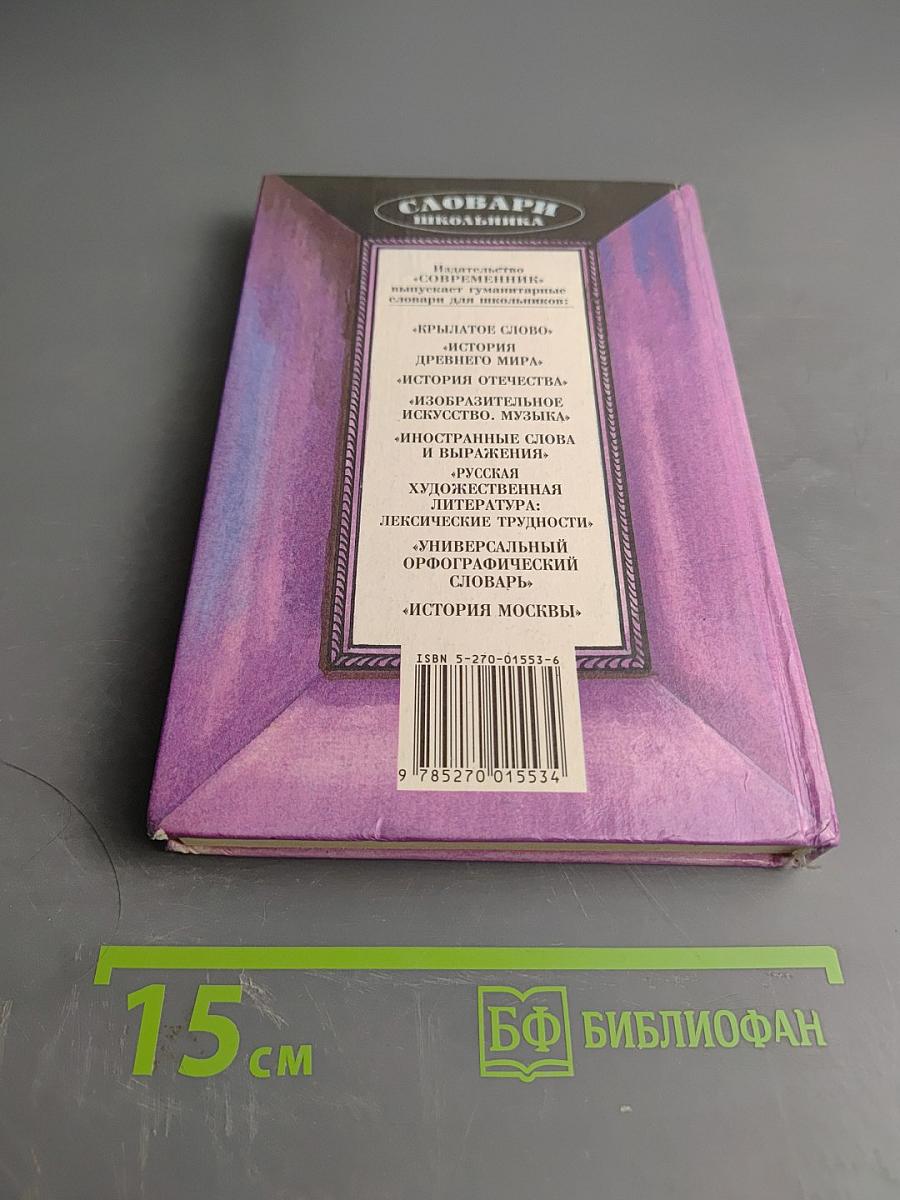 СЛОВАРИ
ШКОЛЬНИКА
Издательство
«СОВРЕМЕННИК»
выпускает гуманитарные
словари для школьников:
«КРЫЛАТОЕ СЛОВО»
«ИСТОРИЯ
ДРЕВНЕГО МИРА»
«ИСТОРИЯ ОТЕЧЕСТВА»
«ИЗОБРАЗИТЕЛЬНОЕ
ИСКУССТВО. МУЗЫКА»
«ИНОСТРАННЫЕ СЛОВА
И ВЫРАЖЕНИЯ»
«РУССКАЯ
ХУДОЖЕСТВЕННАЯ
ЛИТЕРАТУРА:
ЛЕКСИЧЕСКИЕ ТРУДНОСТИ»
«УНИВЕРСАЛЬНЫЙ
ОРФОГРАФИЧЕСКИЙ
СЛОВАРЬ»
«ИСТОРИЯ МОСКВЫ»
ISBN 5-270-01553-6
9 785270 015534
15 см
БФ БИБЛИОФАН